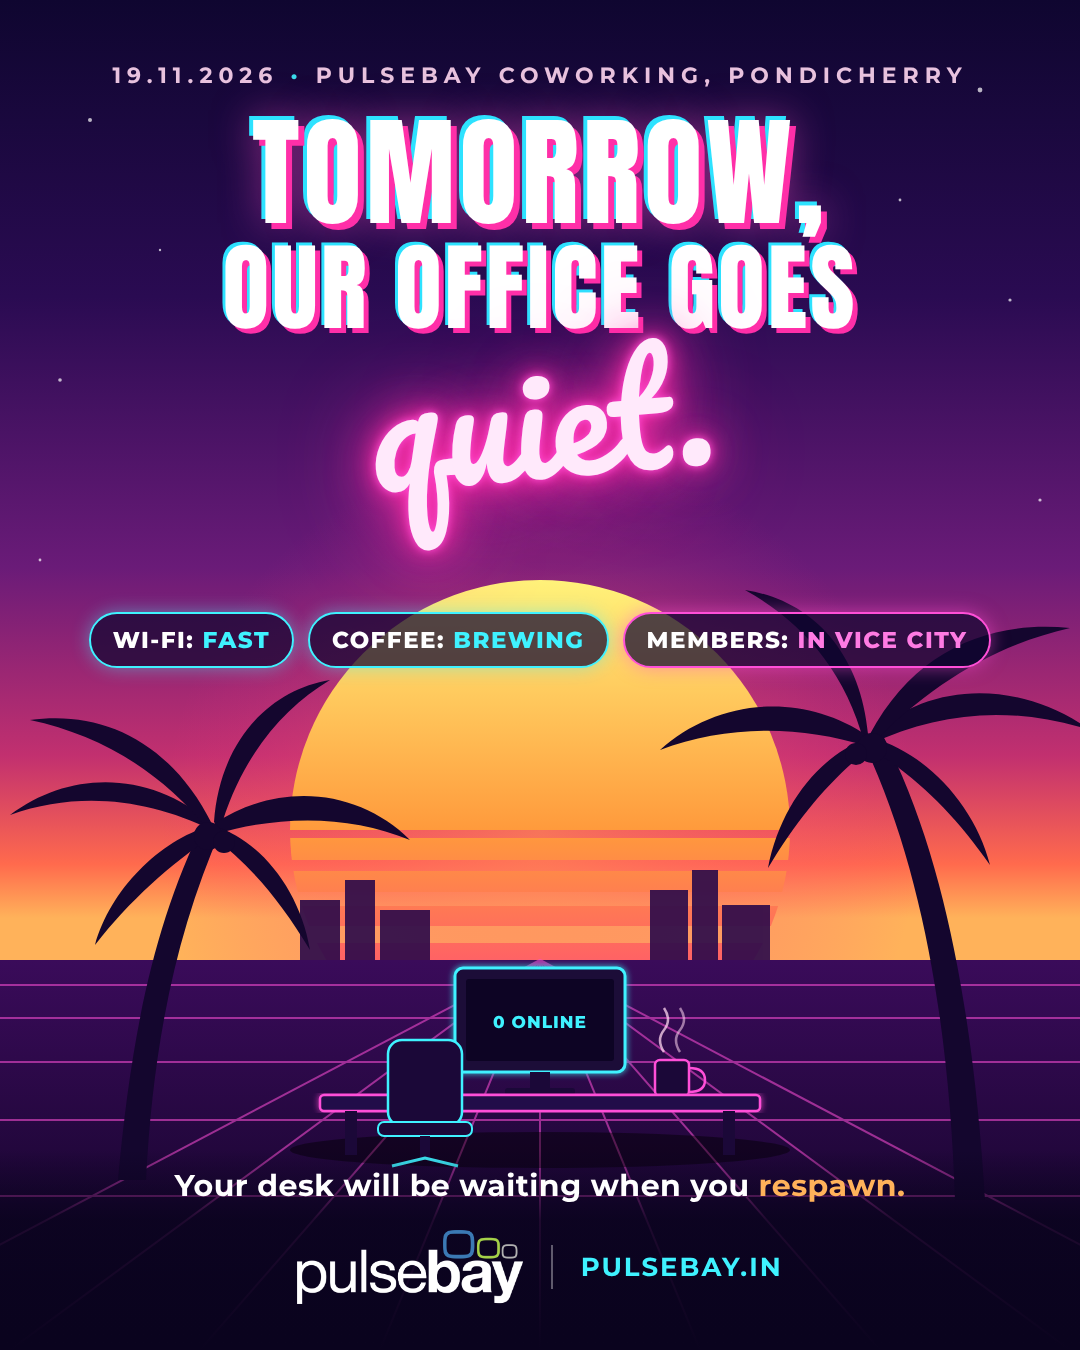 19.11.2026 • PULSEBAY COWORKING, PONDICHERRY
TOMORROW,
OUR OFFICE GOES
quiet.
WI-FI: FAST
COFFEE: BREWING
MEMBERS: IN VICE CITY
0 ONLINE
Your desk will be waiting when you respawn.
pulsebay
PULSEBAY.IN